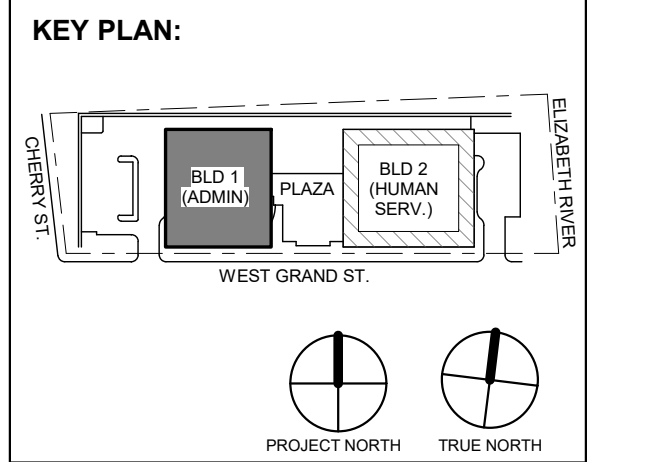 KEY PLAN:
CHERRY ST.
BLD 1
(ADMIN)
PLAZA
BLD 2
(HUMAN
SERV.)
ELIZABETH RIVER
WEST GRAND ST.
PROJECT NORTH
TRUE NORTH